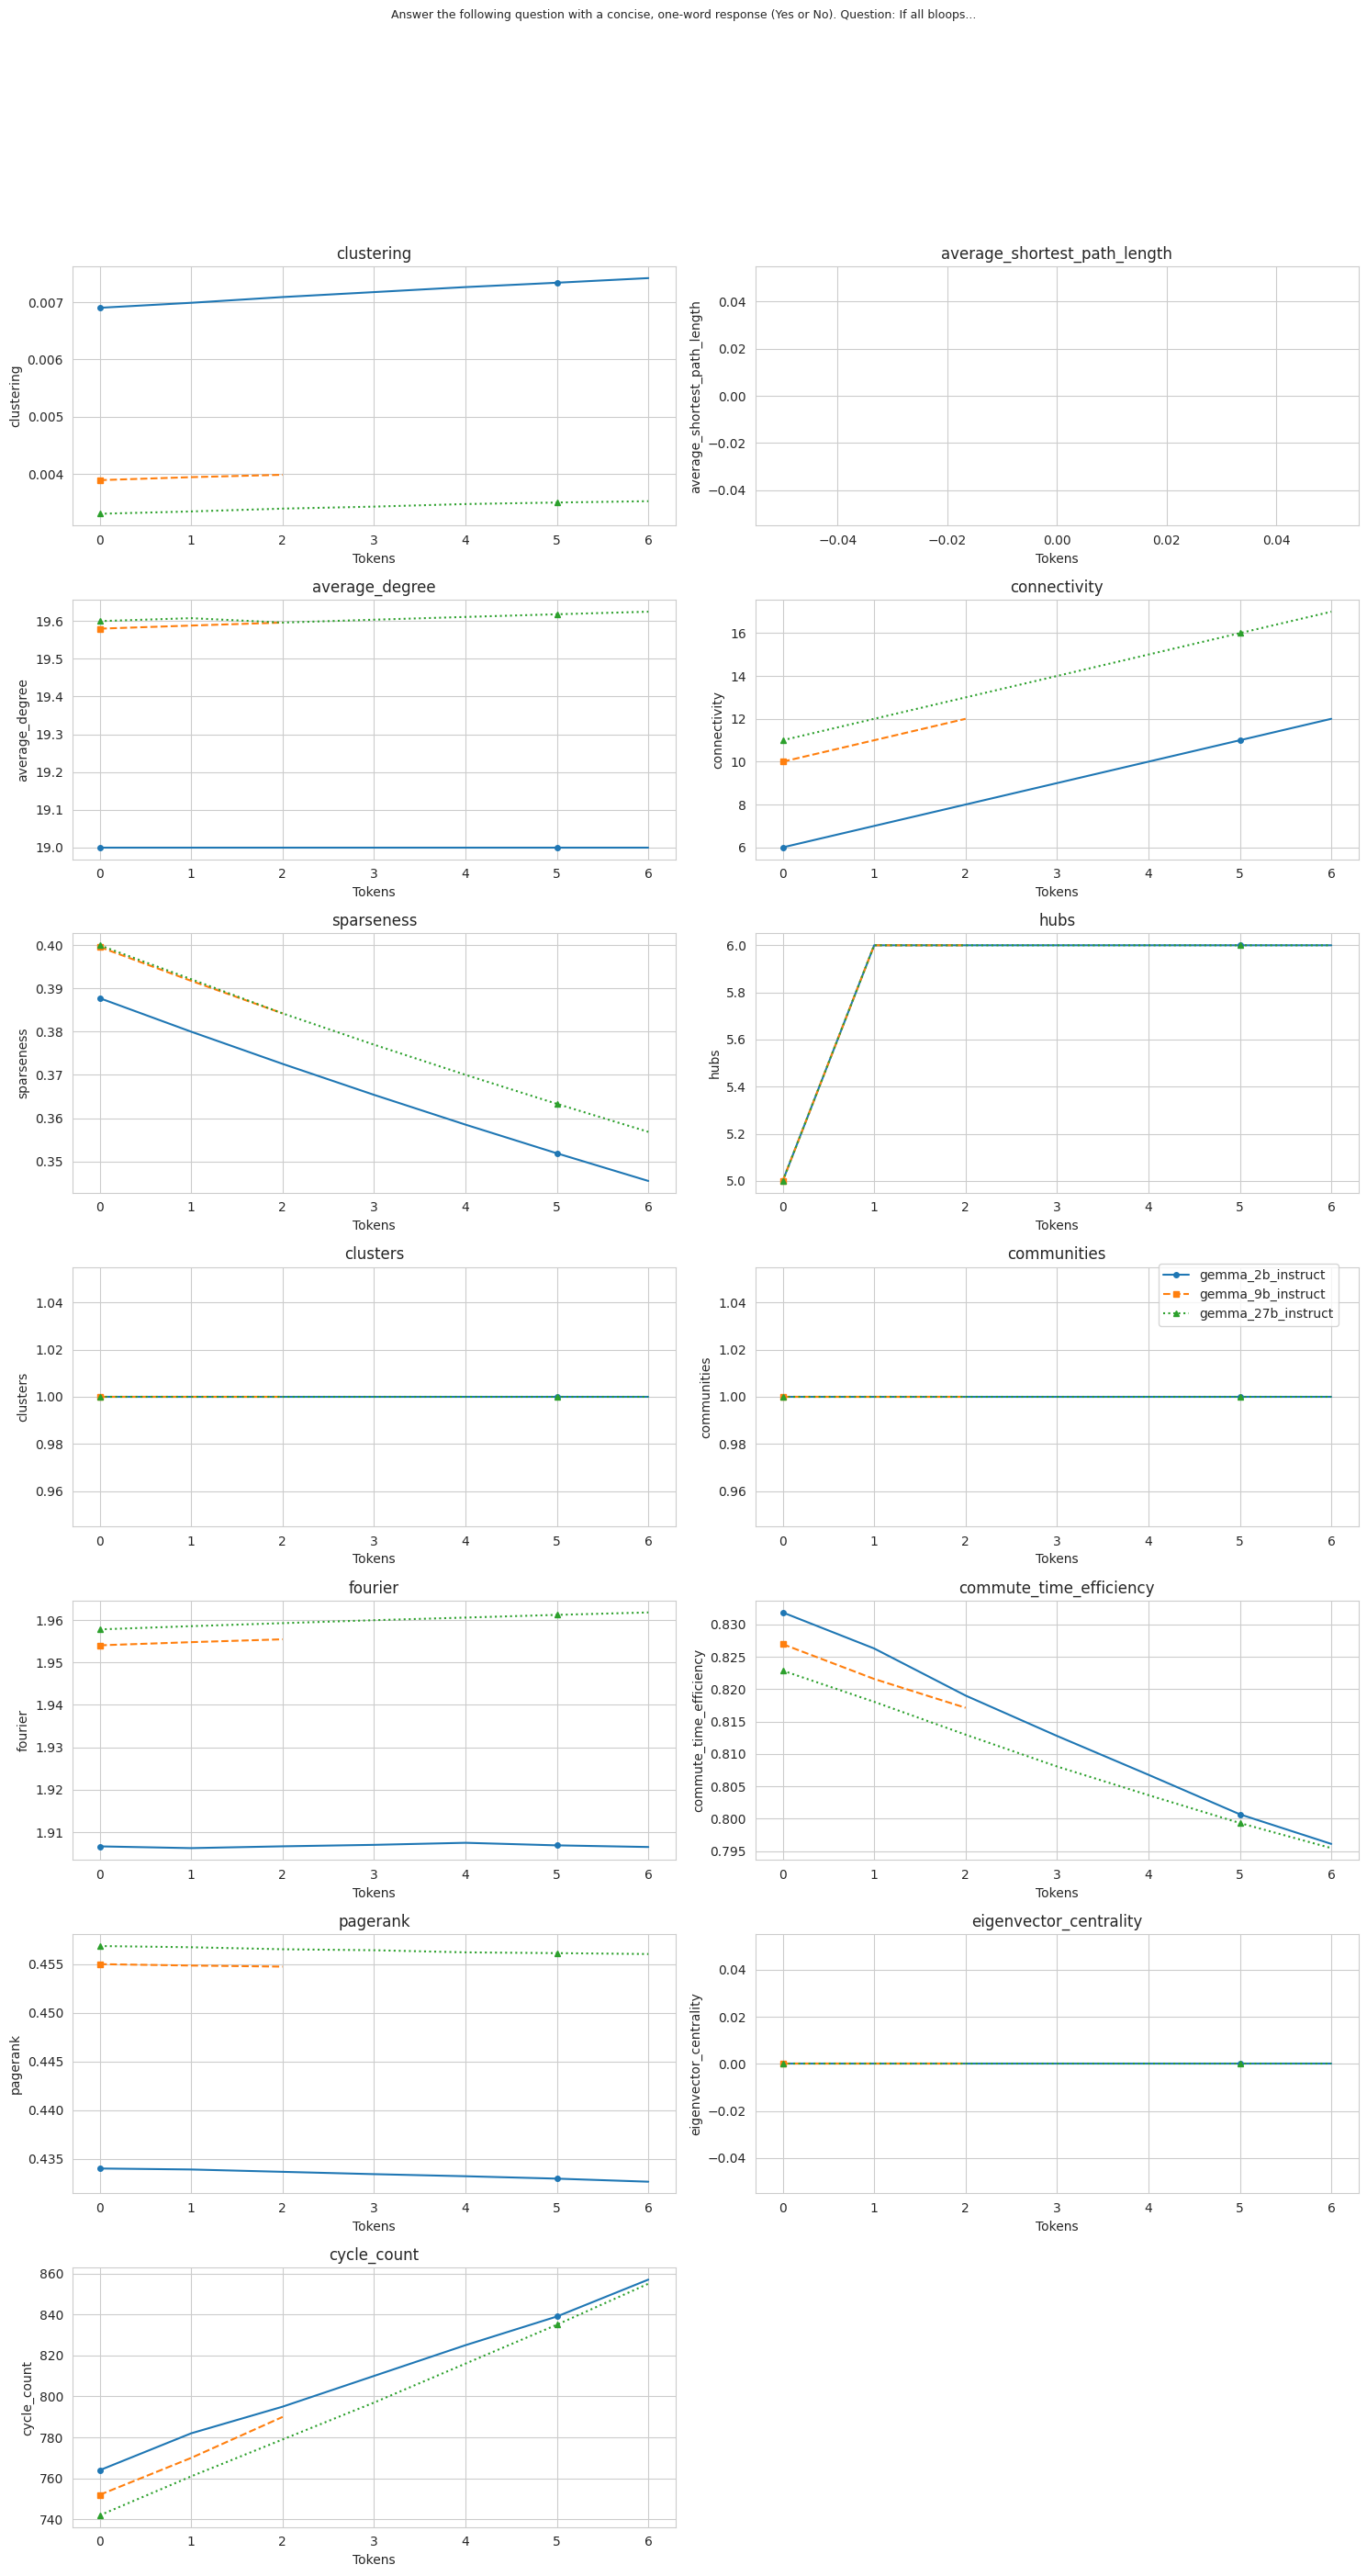 Answer the following question with a concise, one-word response (Yes or No). Question: If all bloops...
clustering
0.007
0.006
0.005
0.004
clustering
0 1 2 3 4 5 6
Tokens
average_shortest_path_length
0.04
0.02
0.00
−0.02
−0.04
average_shortest_path_length
−0.04 −0.02 0.00 0.02 0.04
Tokens
average_degree
19.6
19.5
19.4
19.3
19.2
19.1
19.0
average_degree
0 1 2 3 4 5 6
Tokens
connectivity
16
14
12
10
8
6
connectivity
0 1 2 3 4 5 6
Tokens
sparseness
0.40
0.39
0.38
0.37
0.36
0.35
sparseness
0 1 2 3 4 5 6
Tokens
hubs
6.0
5.8
5.6
5.4
5.2
5.0
hubs
0 1 2 3 4 5 6
Tokens
clusters
1.04
1.02
1.00
0.98
0.96
clusters
0 1 2 3 4 5 6
Tokens
communities
gemma_2b_instruct
gemma_9b_instruct
gemma_27b_instruct
1.04
1.02
1.00
0.98
0.96
communities
0 1 2 3 4 5 6
Tokens
fourier
1.96
1.95
1.94
1.93
1.92
1.91
fourier
0 1 2 3 4 5 6
Tokens
commute_time_efficiency
0.830
0.825
0.820
0.815
0.810
0.805
0.800
0.795
commute_time_efficiency
0 1 2 3 4 5 6
Tokens
pagerank
0.455
0.450
0.445
0.440
0.435
pagerank
0 1 2 3 4 5 6
Tokens
eigenvector_centrality
0.04
0.02
0.00
−0.02
−0.04
eigenvector_centrality
0 1 2 3 4 5 6
Tokens
cycle_count
860
840
820
800
780
760
740
cycle_count
0 1 2 3 4 5 6
Tokens